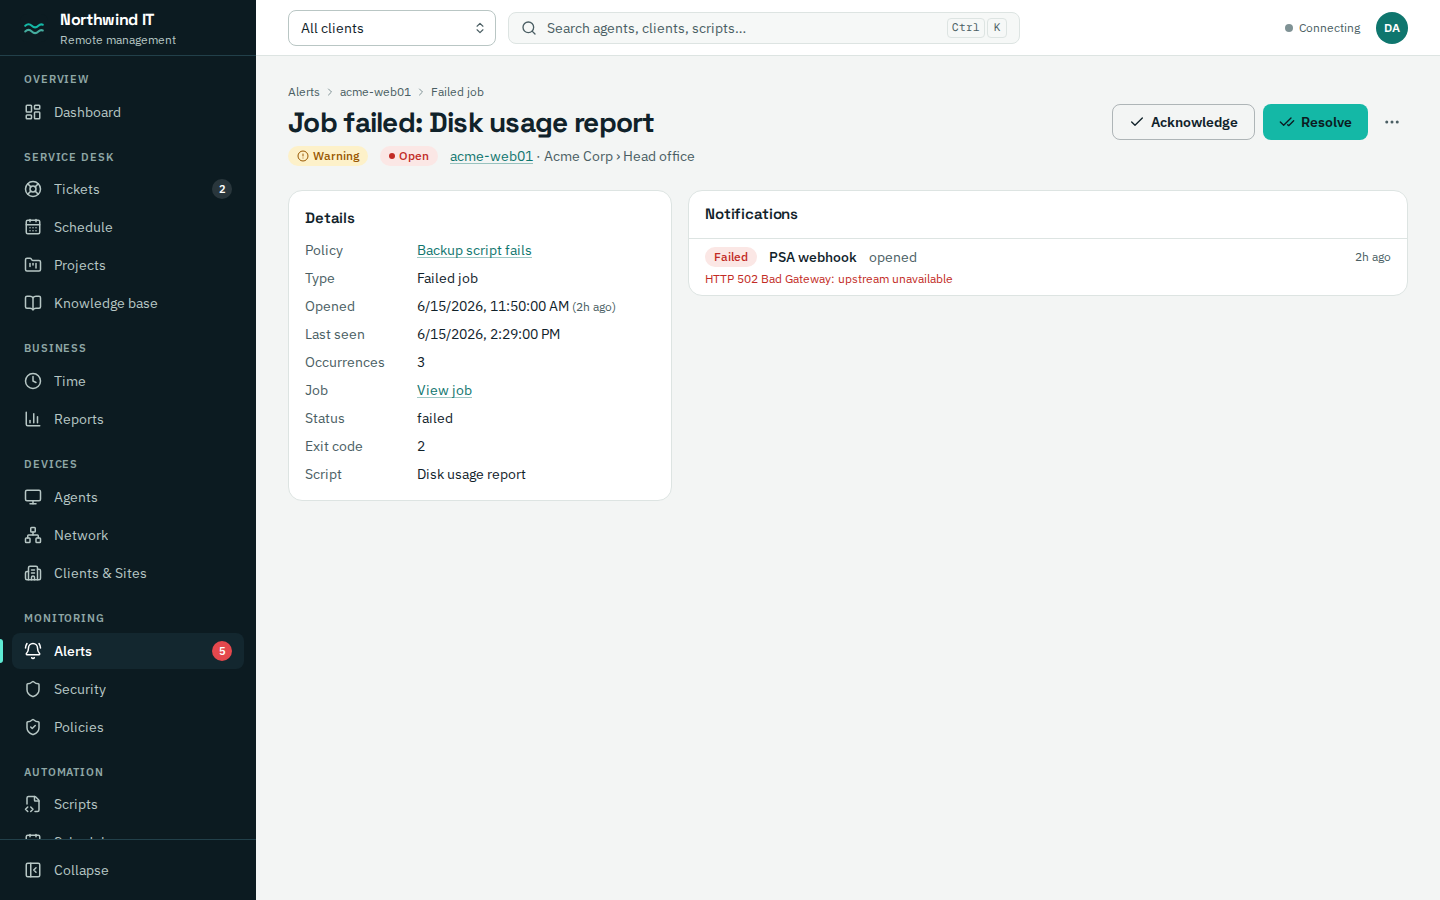 Northwind IT
Remote management
OVERVIEW
Dashboard
SERVICE DESK
Tickets 2
Schedule
Projects
Knowledge base
BUSINESS
Time
Reports
DEVICES
Agents
Network
Clients & Sites
MONITORING
Alerts 5
Security
Policies
AUTOMATION
Scripts
Collapse
All clients
Search agents, clients, scripts... Ctrl K
Connecting DA
Alerts > acme-web01 > Failed job
Job failed: Disk usage report
Acknowledge Resolve
Warning Open acme-web01 · Acme Corp › Head office
Details
Policy Backup script fails
Type Failed job
Opened 6/15/2026, 11:50:00 AM (2h ago)
Last seen 6/15/2026, 2:29:00 PM
Occurrences 3
Job View job
Status failed
Exit code 2
Script Disk usage report
Notifications
Failed PSA webhook opened 2h ago
HTTP 502 Bad Gateway: upstream unavailable